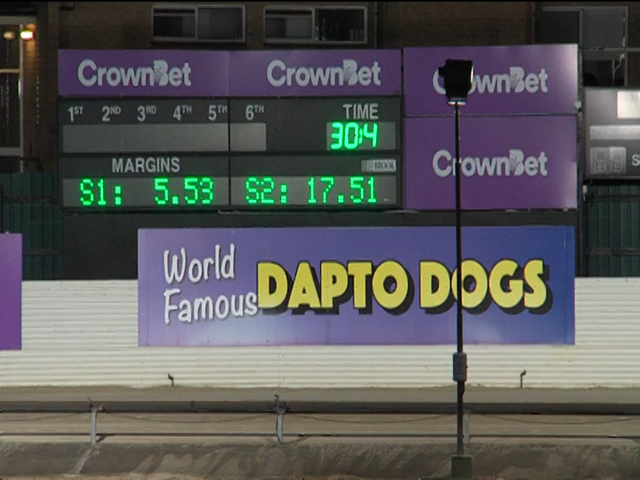 CrownBet CrownBet CrownBet
1ST 2ND 3RD 4TH 5TH 6TH TIME
30:4
CrownBet
MARGINS
S1: 5.53 S2: 17.51
World
Famous DAPTO DOGS